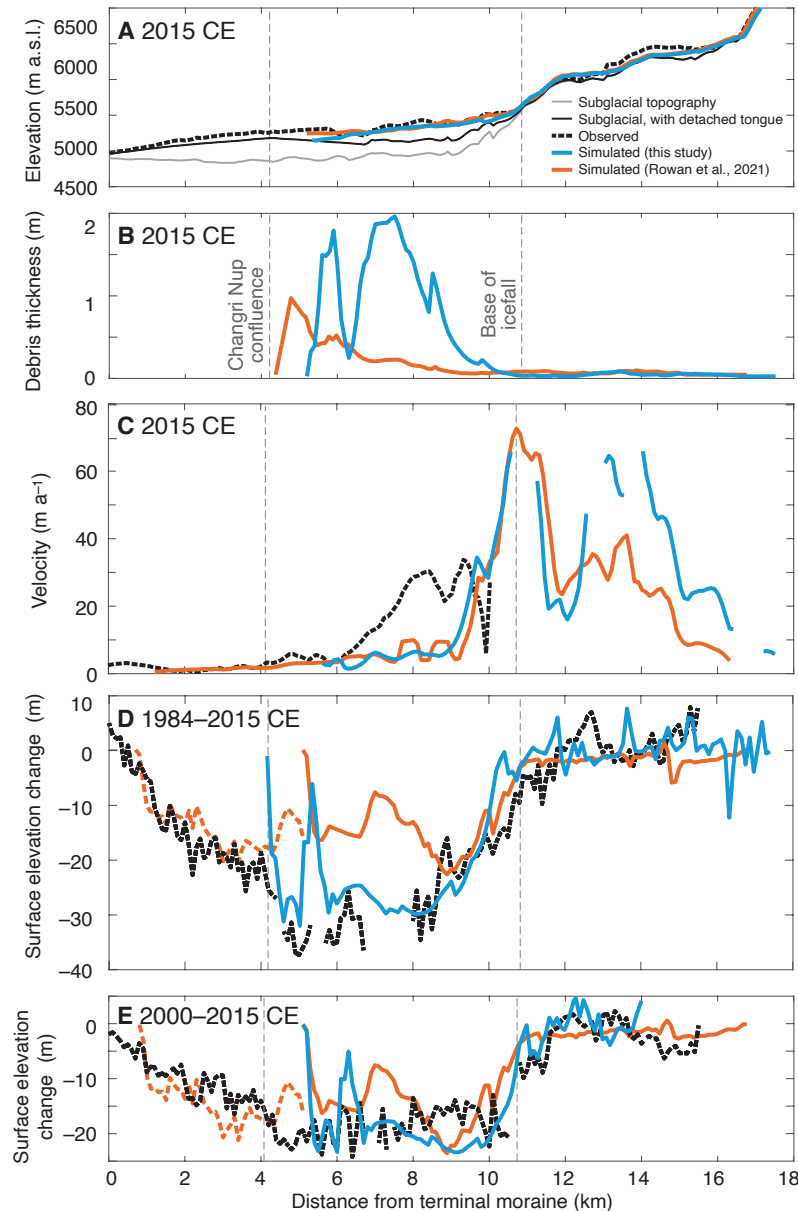 A 2015 CE
Elevation (m a.s.l.)
6500
6000
5500
5000
4500
Subglacial topography
Subglacial, with detached tongue
Observed
Simulated (this study)
Simulated (Rowan et al., 2021)
B 2015 CE
Debris thickness (m)
2
1
0
Changri Nup
confluence
Base of
icefall
C 2015 CE
Velocity (m a⁻¹)
80
60
40
20
0
D 1984–2015 CE
Surface elevation change (m)
10
0
−10
−20
−30
−40
E 2000–2015 CE
Surface elevation
change (m)
0
−10
−20
0 2 4 6 8 10 12 14 16 18
Distance from terminal moraine (km)